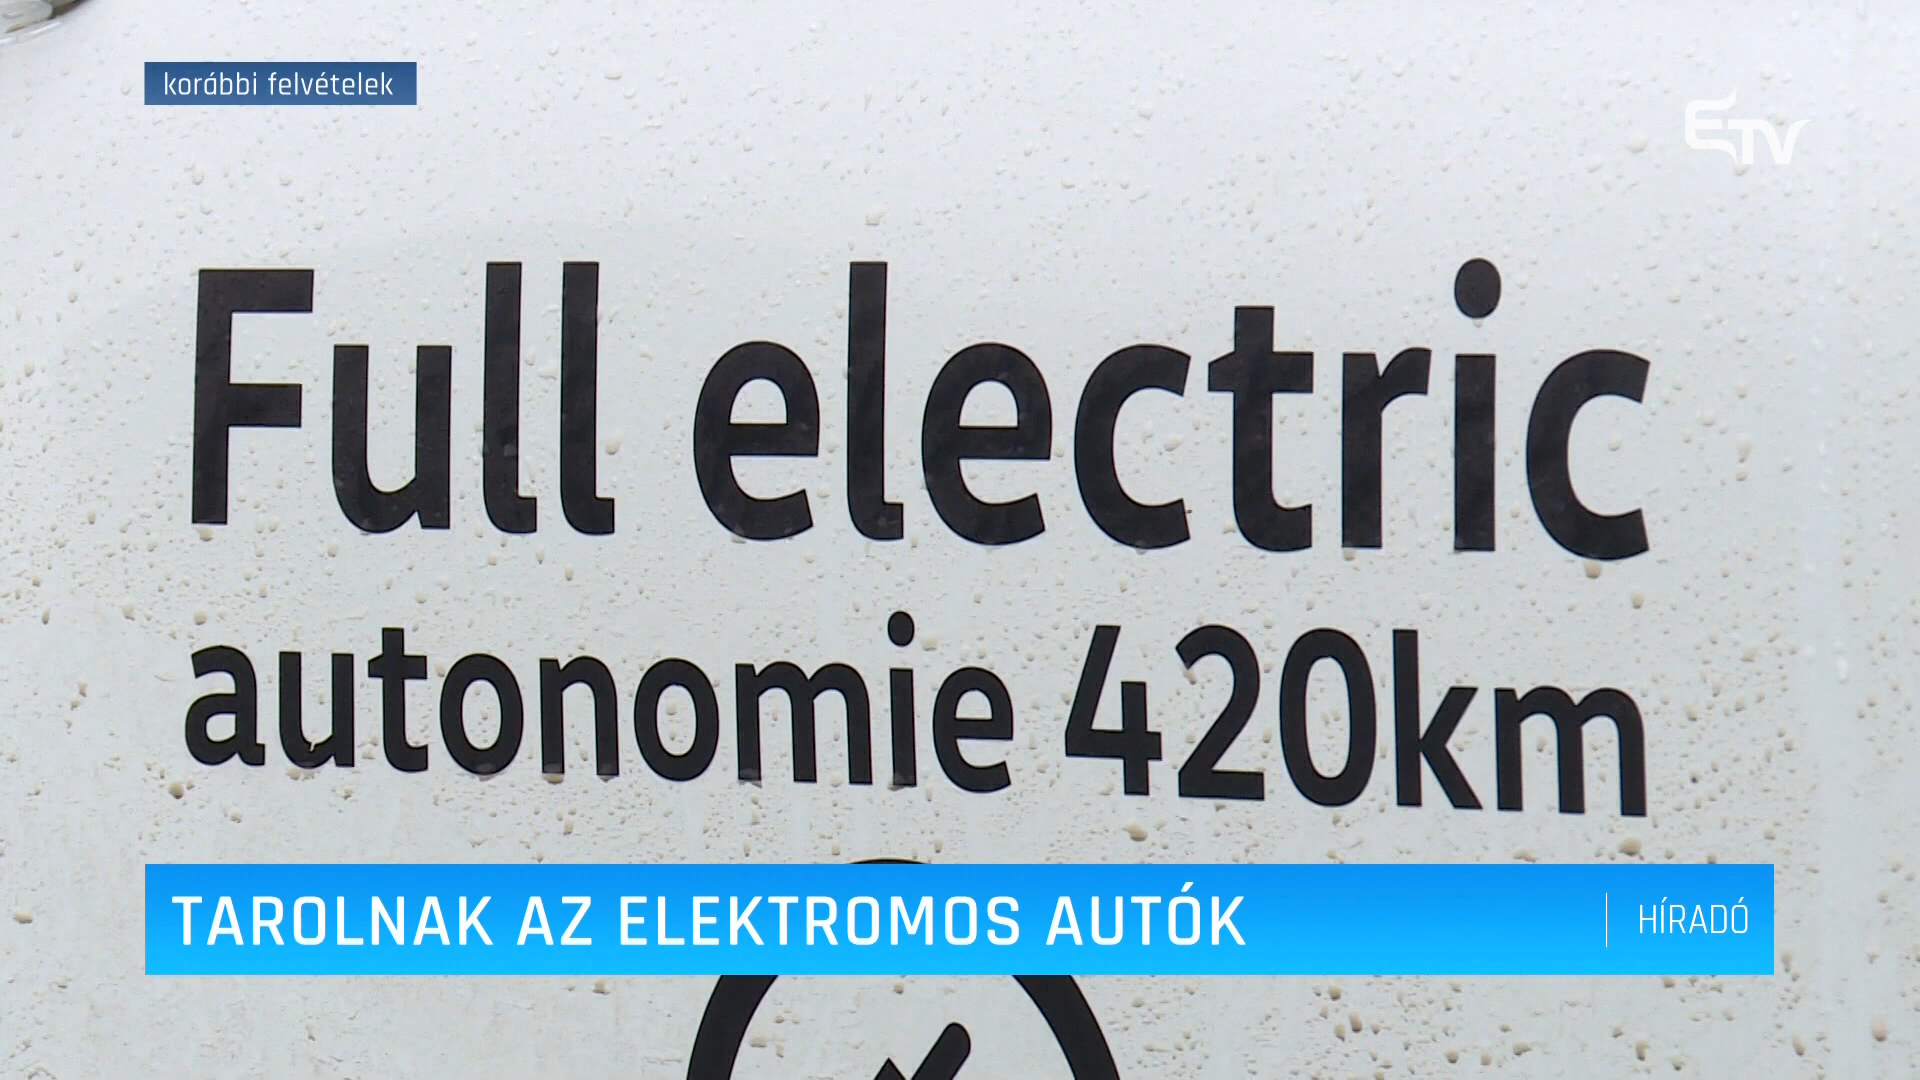 korábbi felvételek
ETV
Full electric
autonomie 420km
TAROLNAK AZ ELEKTROMOS AUTÓK
HÍRADÓ